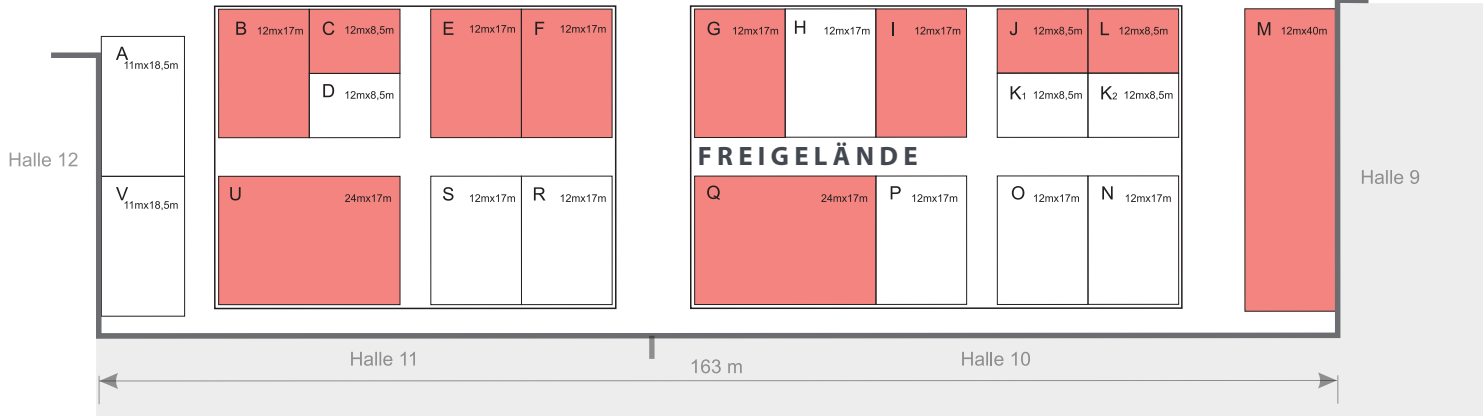 A 11mx18,5m
B 12mx17m
C 12mx8,5m
D 12mx8,5m
E 12mx17m
F 12mx17m
G 12mx17m
H 12mx17m
I 12mx17m
J 12mx8,5m
L 12mx8,5m
K1 12mx8,5m
K2 12mx8,5m
M 12mx40m
Halle 12
FREIGELÄNDE
Halle 9
V 11mx18,5m
U 24mx17m
S 12mx17m
R 12mx17m
Q 24mx17m
P 12mx17m
O 12mx17m
N 12mx17m
Halle 11
163 m
Halle 10